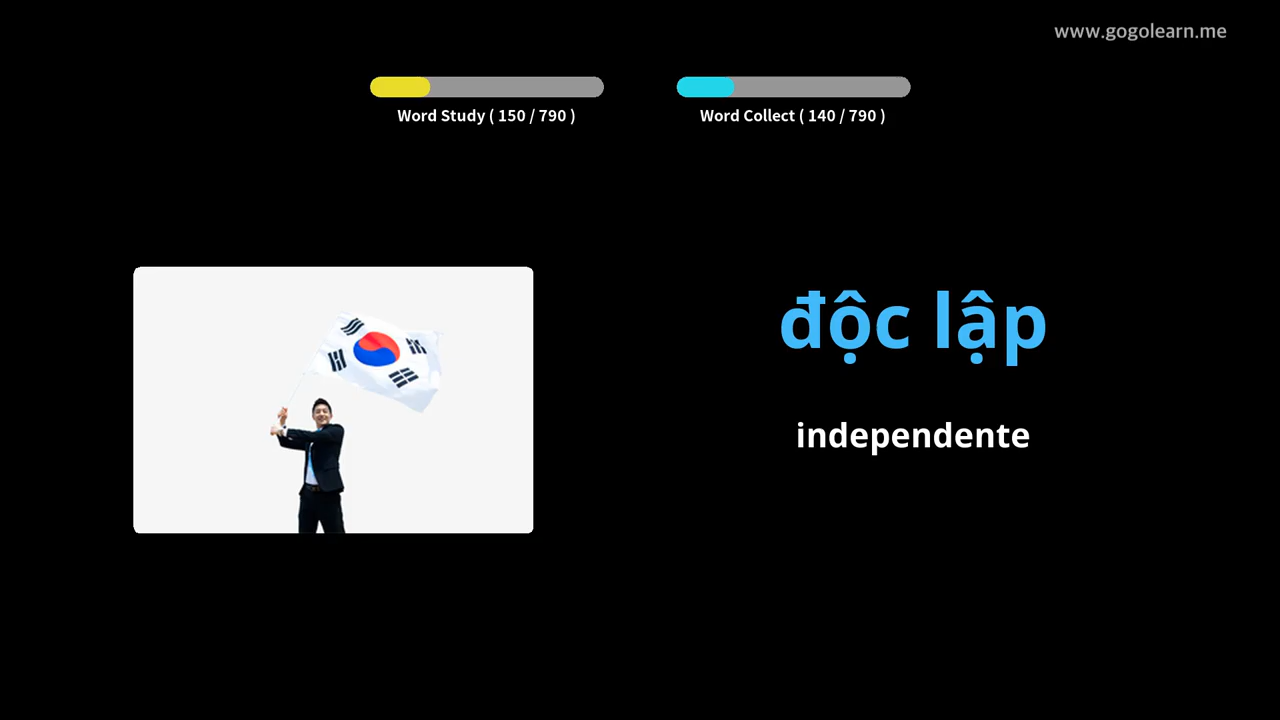 www.gogolearn.me
Word Study ( 150 / 790 )
Word Collect ( 140 / 790 )
độc lập
independente